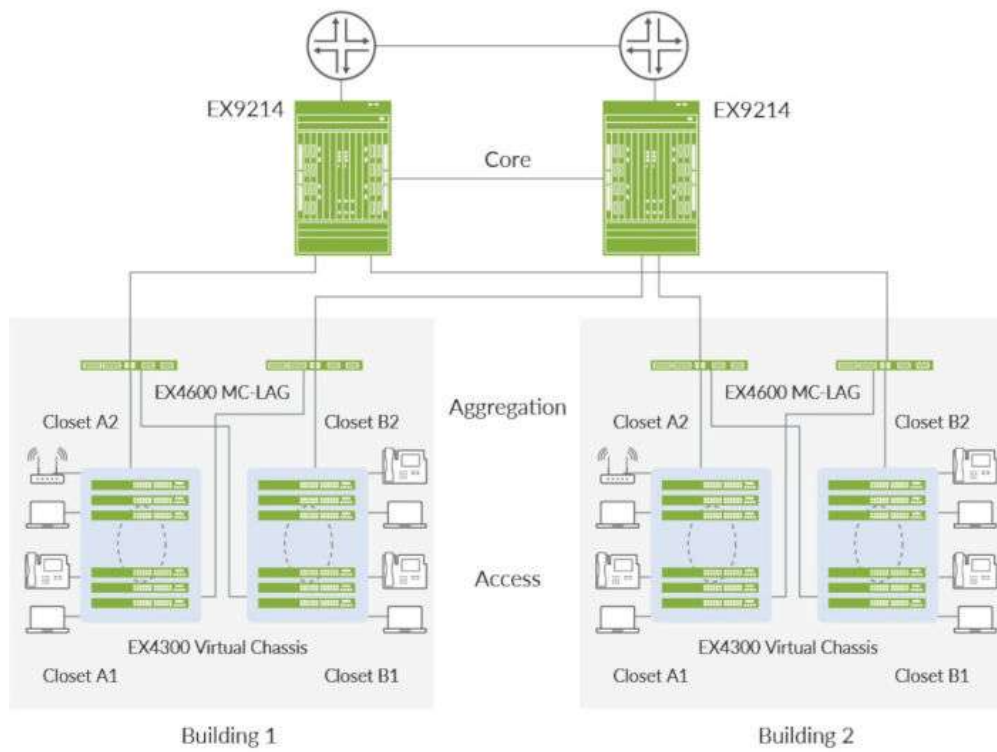 EX9214
EX9214
Core
EX4600 MC-LAG
EX4600 MC-LAG
Aggregation
Closet A2
Closet B2
Closet A2
Closet B2
Access
EX4300 Virtual Chassis
EX4300 Virtual Chassis
Closet A1
Closet B1
Closet A1
Closet B1
Building 1
Building 2